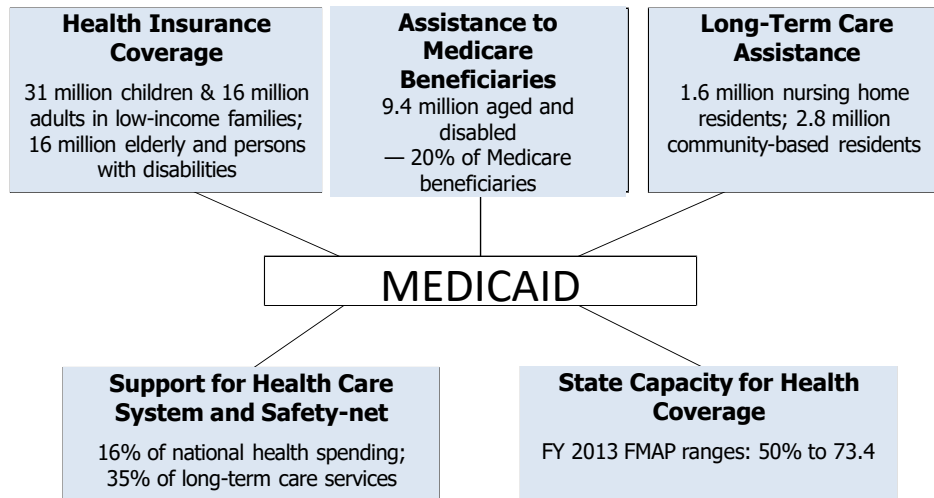 Health Insurance
Coverage
31 million children & 16 million
adults in low-income families;
16 million elderly and persons
with disabilities
Assistance to
Medicare
Beneficiaries
9.4 million aged and
disabled
— 20% of Medicare
beneficiaries
Long-Term Care
Assistance
1.6 million nursing home
residents; 2.8 million
community-based residents
MEDICAID
Support for Health Care
System and Safety-net
16% of national health spending;
35% of long-term care services
State Capacity for Health
Coverage
FY 2013 FMAP ranges: 50% to 73.4